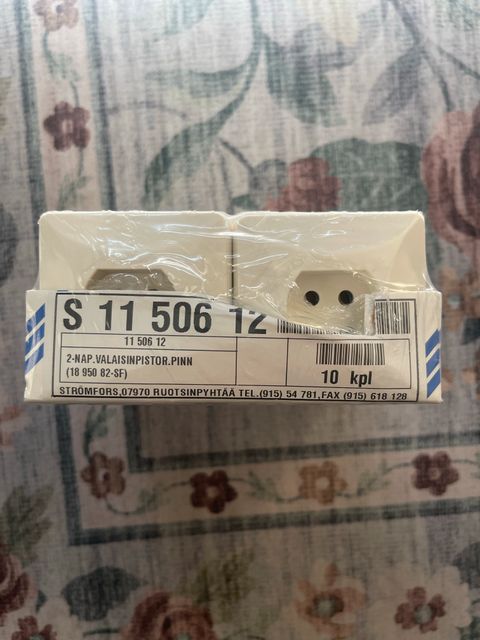 S 11 506 12
11 506 12
2-NAP.VALAISINPISTOR.PINN
(18 950 82-SF)
10 kpl
STRÖMFORS,07970 RUOTSINPYHTÄÄ TEL.(915) 54 781,FAX (915) 618 128